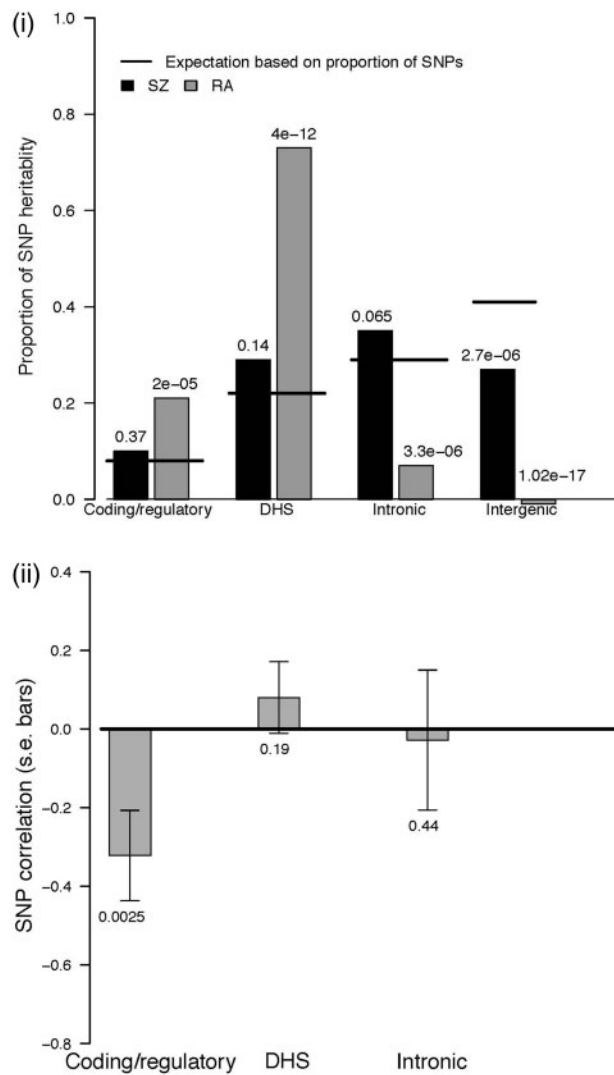 (i)
1.0
0.8
0.6
0.4
0.2
0.0
Proportion of SNP heritablity
Expectation based on proportion of SNPs
SZ RA
0.37
2e−05
0.14
4e−12
0.065
3.3e−06
2.7e−06
1.02e−17
Coding/regulatory DHS Intronic Intergenic
(ii)
0.4
0.2
0.0
−0.2
−0.4
−0.6
−0.8
SNP correlation (s.e. bars)
0.0025
0.19
0.44
Coding/regulatory DHS Intronic